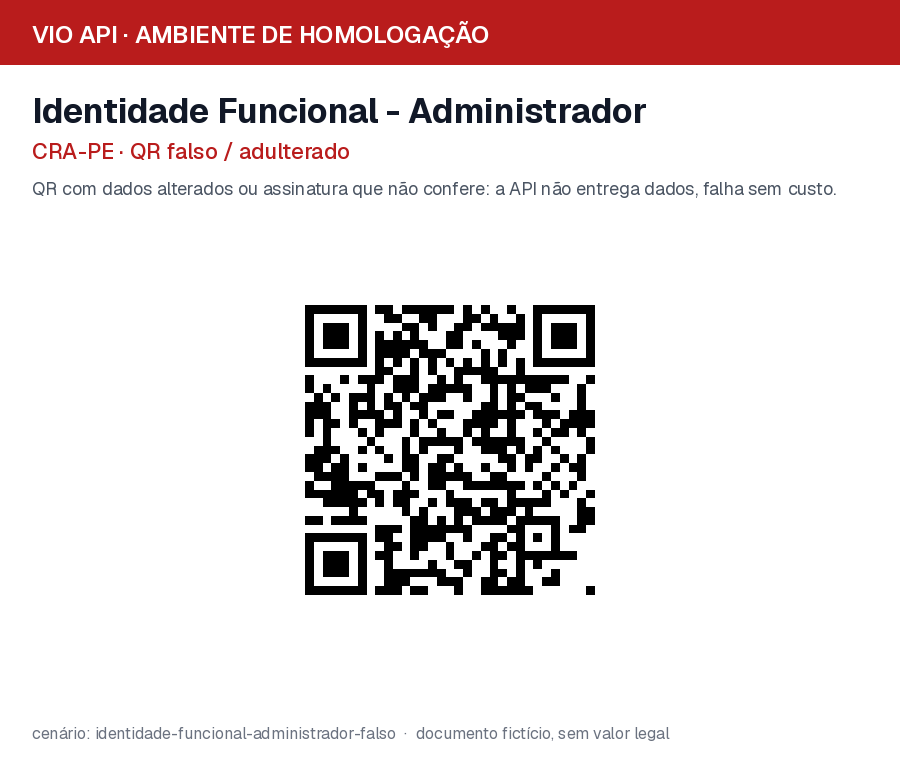 VIO API · AMBIENTE DE HOMOLOGAÇÃO
Identidade Funcional - Administrador
CRA-PE · QR falso / adulterado
QR com dados alterados ou assinatura que não confere: a API não entrega dados, falha sem custo.
cenário: identidade-funcional-administrador-falso · documento fictício, sem valor legal